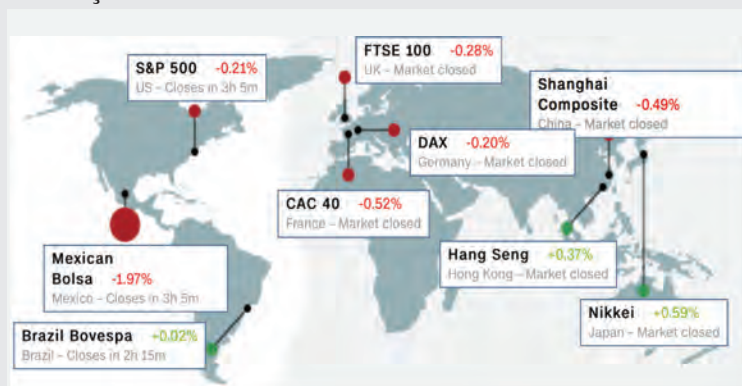 S&P 500 -0.21%
US – Closes in 3h 5m
FTSE 100 -0.28%
UK – Market closed
Shanghai
Composite -0.49%
China – Market closed
DAX -0.20%
Germany – Market closed
CAC 40 -0.52%
France – Market closed
Mexican
Bolsa -1.97%
Mexico – Closes in 3h 5m
Hang Seng +0.37%
Hong Kong – Market closed
Nikkei +0.59%
Japan – Market closed
Brazil Bovespa +0.02%
Brazil – Closes in 2h 15m